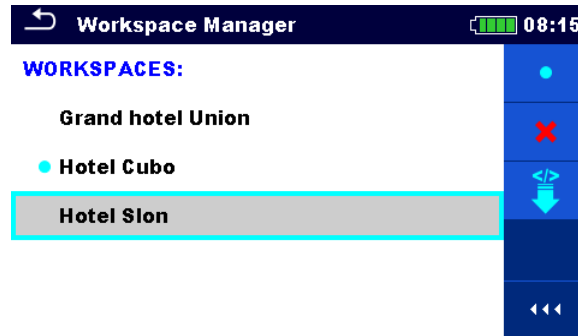 Workspace Manager 08:15
WORKSPACES:
Grand hotel Union
Hotel Cubo
</>
Hotel Slon